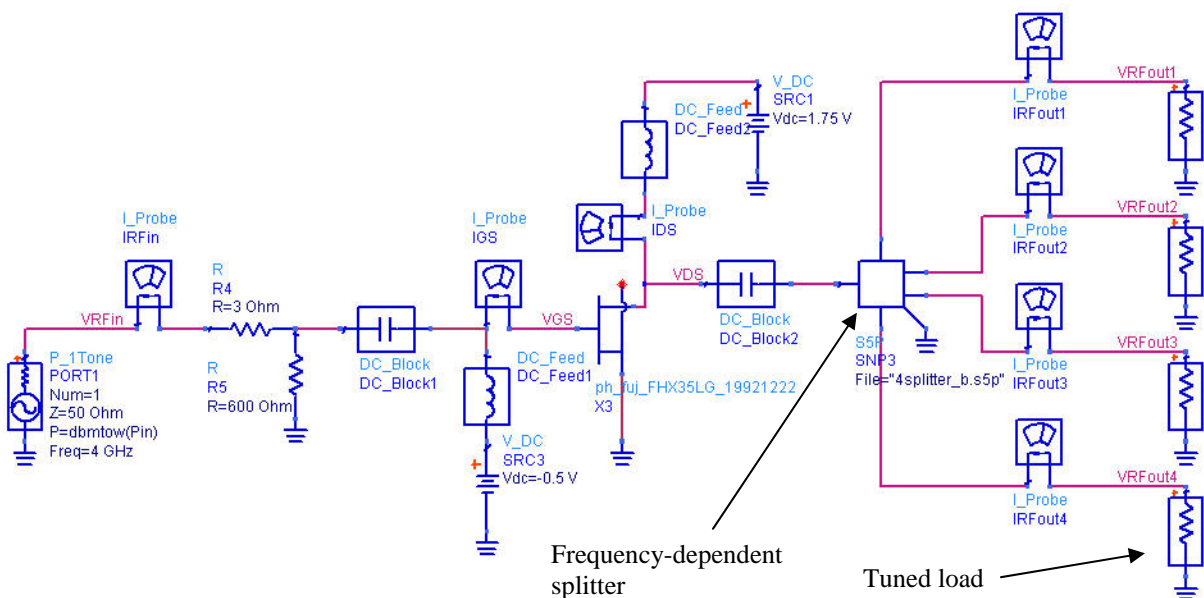 I_Probe
IRFin
VRFin
R
R4
R=3 Ohm
P_1Tone
PORT1
Num=1
Z=50 Ohm
P=dbmtow(Pin)
Freq=4 GHz
R
R5
R=600 Ohm
DC_Block
DC_Block1
I_Probe
IGS
VGS
DC_Feed
DC_Feed1
V_DC
SRC3
Vdc=-0.5 V
ph_fuj_FHX35LG_19921222
X3
DC_Feed
DC_Feed2
V_DC
SRC1
Vdc=1.75 V
I_Probe
IDS
VDS
DC_Block
DC_Block2
S5P
SNP3
File="4splitter_b.s5p"
I_Probe
IRFout1
VRFout1
I_Probe
IRFout2
VRFout2
I_Probe
IRFout3
VRFout3
I_Probe
IRFout4
VRFout4
Frequency-dependent
splitter
Tuned load